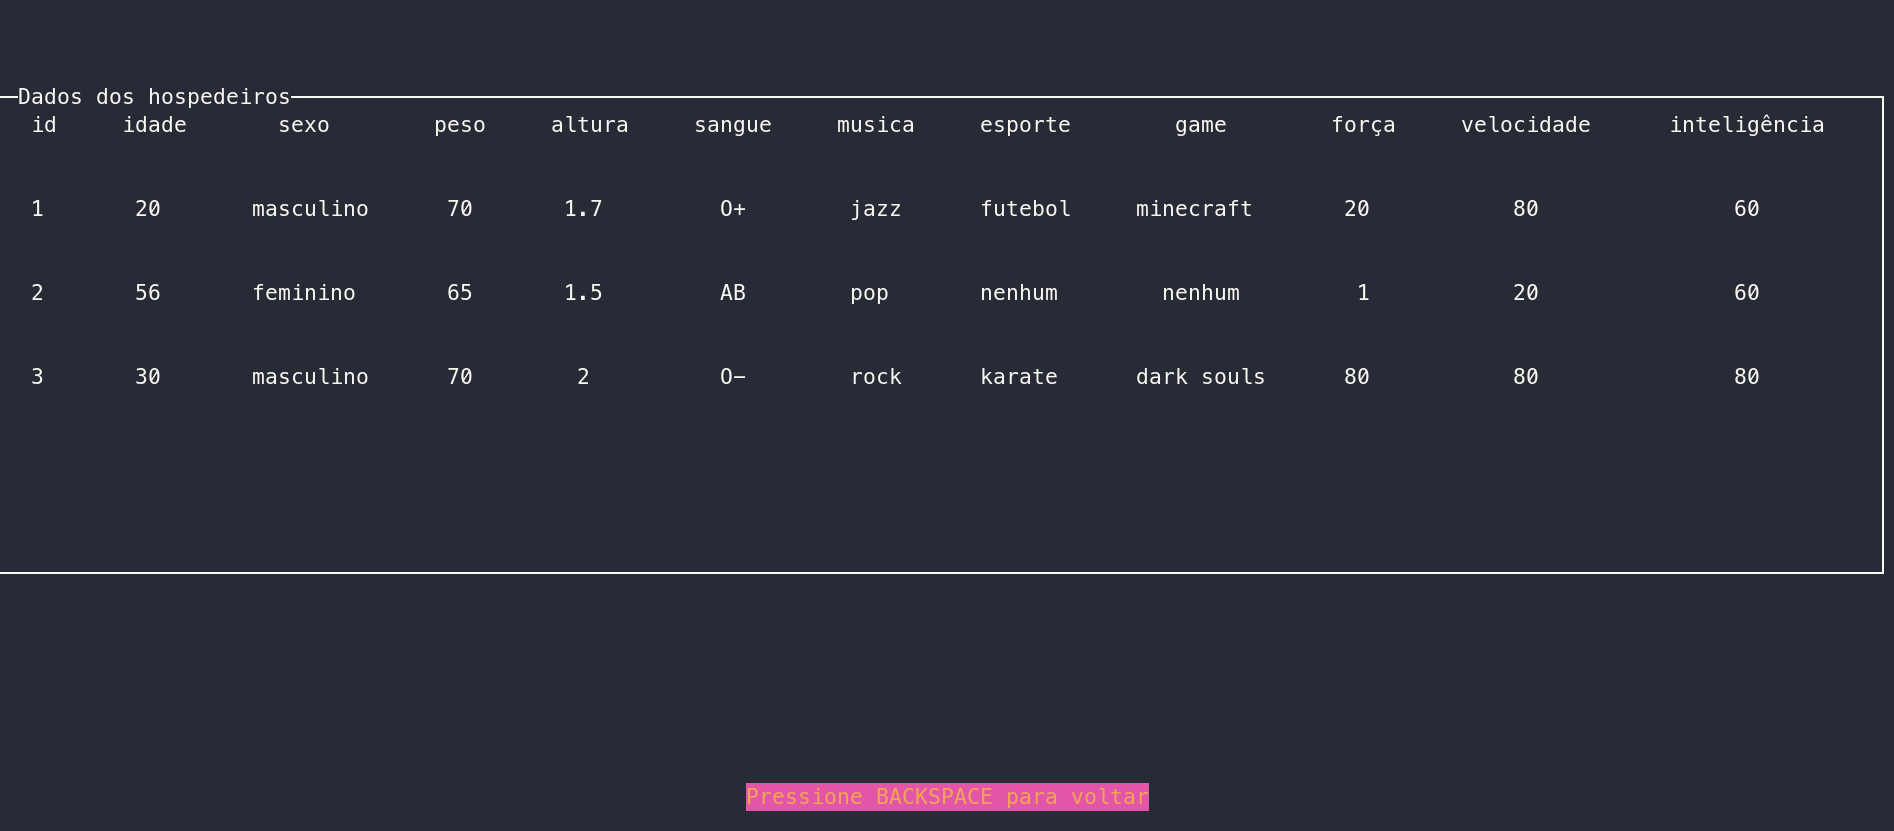 Dados dos hospedeiros
id idade sexo peso altura sangue musica esporte game força velocidade inteligência
1 20 masculino 70 1.7 O+ jazz futebol minecraft 20 80 60
2 56 feminino 65 1.5 AB pop nenhum nenhum 1 20 60
3 30 masculino 70 2 O− rock karate dark souls 80 80 80
Pressione BACKSPACE para voltar